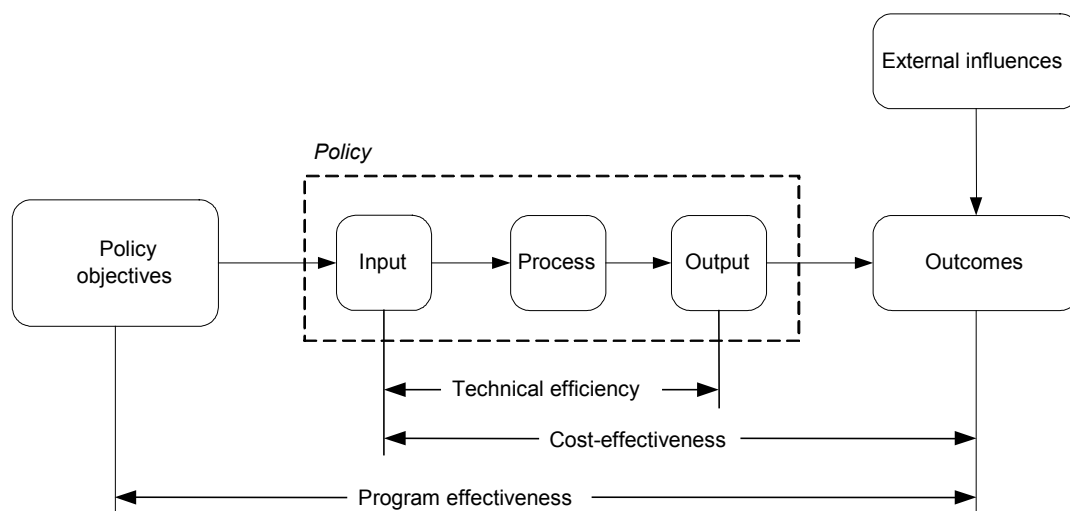 External influences
Policy
Policy
objectives
Input
Process
Output
Outcomes
Technical efficiency
Cost-effectiveness
Program effectiveness